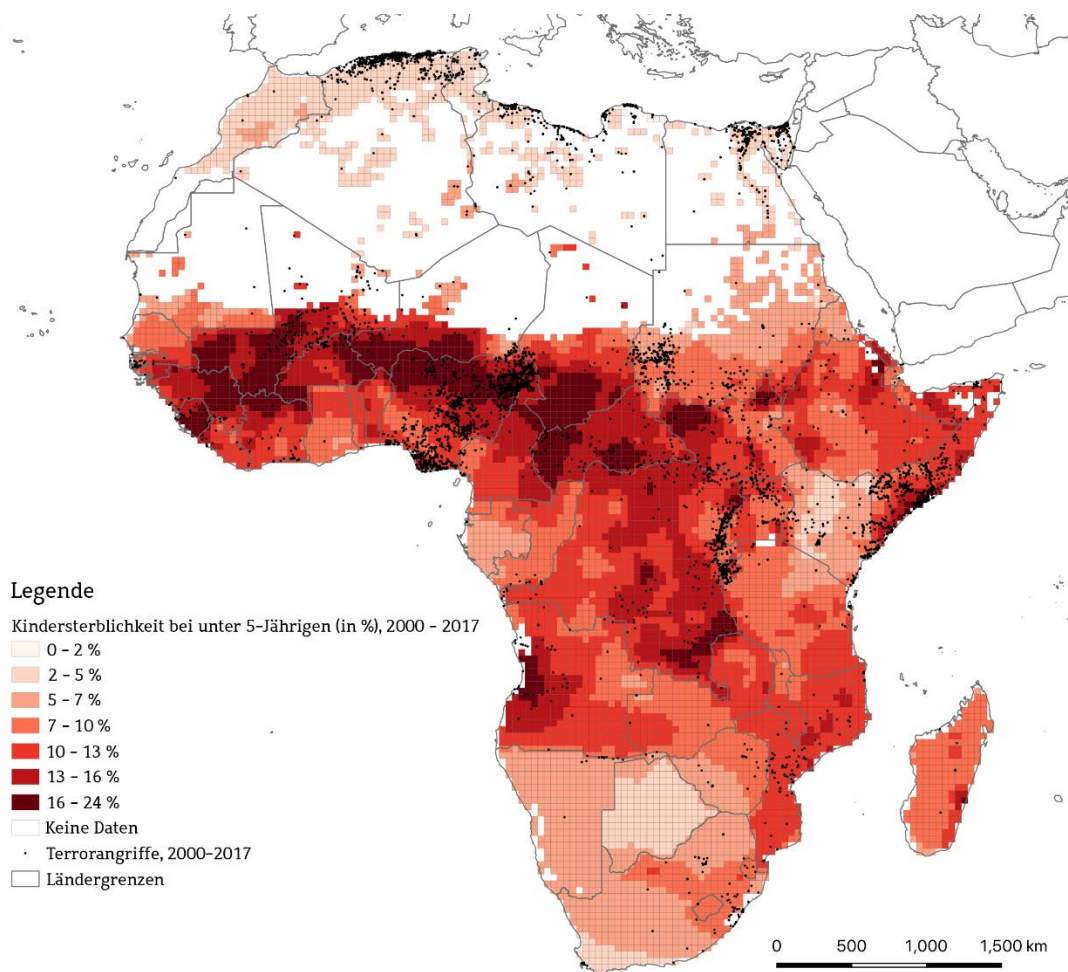 Legende
Kindersterblichkeit bei unter 5-Jährigen (in %), 2000 - 2017
0 - 2 %
2 - 5 %
5 - 7 %
7 - 10 %
10 - 13 %
13 - 16 %
16 - 24 %
Keine Daten
Terrorangriffe, 2000-2017
Ländergrenzen
0 500 1,000 1,500 km